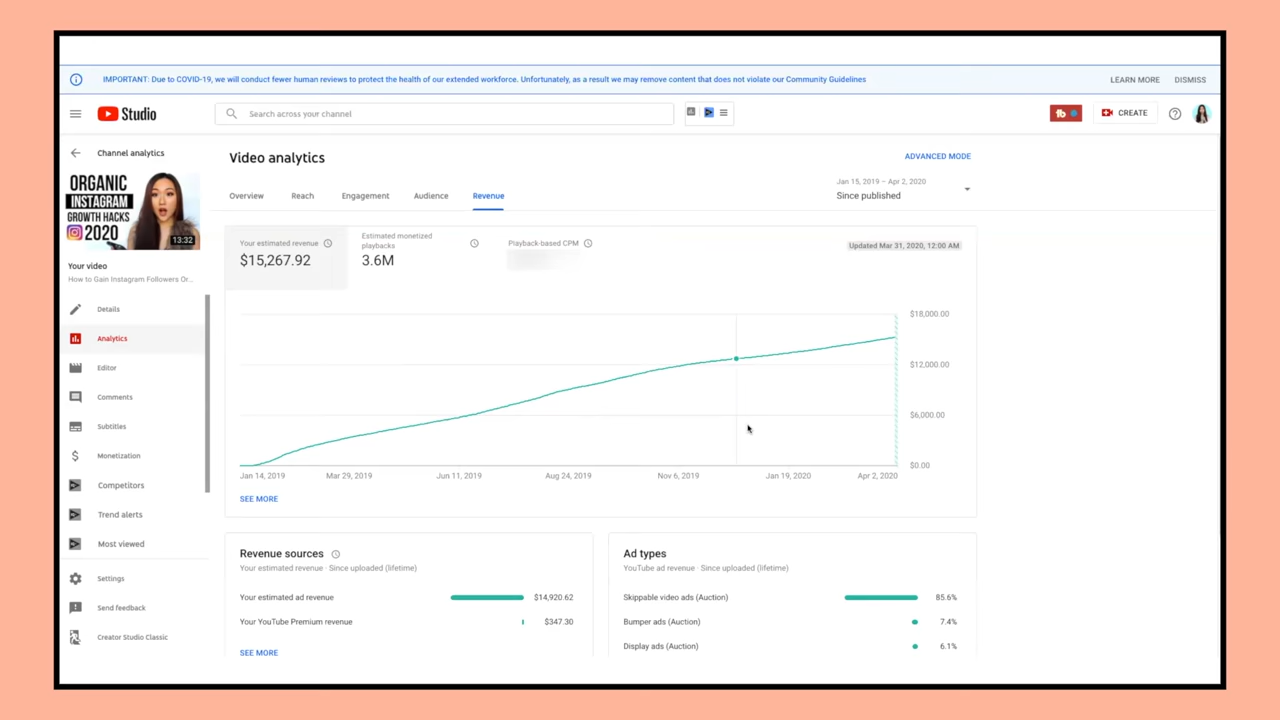 IMPORTANT: Due to COVID-19, we will conduct fewer human reviews to protect the health of our extended workforce. Unfortunately, as a result we may remove content that does not violate our Community Guidelines
LEARN MORE
DISMISS
Studio
Search across your channel
CREATE
Channel analytics
ORGANIC
INSTAGRAM
GROWTH HACKS
2020
13:32
Your video
How to Gain Instagram Followers Or...
Details
Analytics
Editor
Comments
Subtitles
Monetization
Competitors
Trend alerts
Most viewed
Settings
Send feedback
Creator Studio Classic
Video analytics
ADVANCED MODE
Overview
Reach
Engagement
Audience
Revenue
Jan 15, 2019 – Apr 2, 2020
Since published
Your estimated revenue
$15,267.92
Estimated monetized
playbacks
3.6M
Playback-based CPM
Updated Mar 31, 2020, 12:00 AM
$18,000.00
$12,000.00
$6,000.00
$0.00
Jan 14, 2019
Mar 29, 2019
Jun 11, 2019
Aug 24, 2019
Nov 6, 2019
Jan 19, 2020
Apr 2, 2020
SEE MORE
Revenue sources
Your estimated revenue · Since uploaded (lifetime)
Your estimated ad revenue $14,920.62
Your YouTube Premium revenue $347.30
SEE MORE
Ad types
YouTube ad revenue · Since uploaded (lifetime)
Skippable video ads (Auction) 85.6%
Bumper ads (Auction) 7.4%
Display ads (Auction) 6.1%